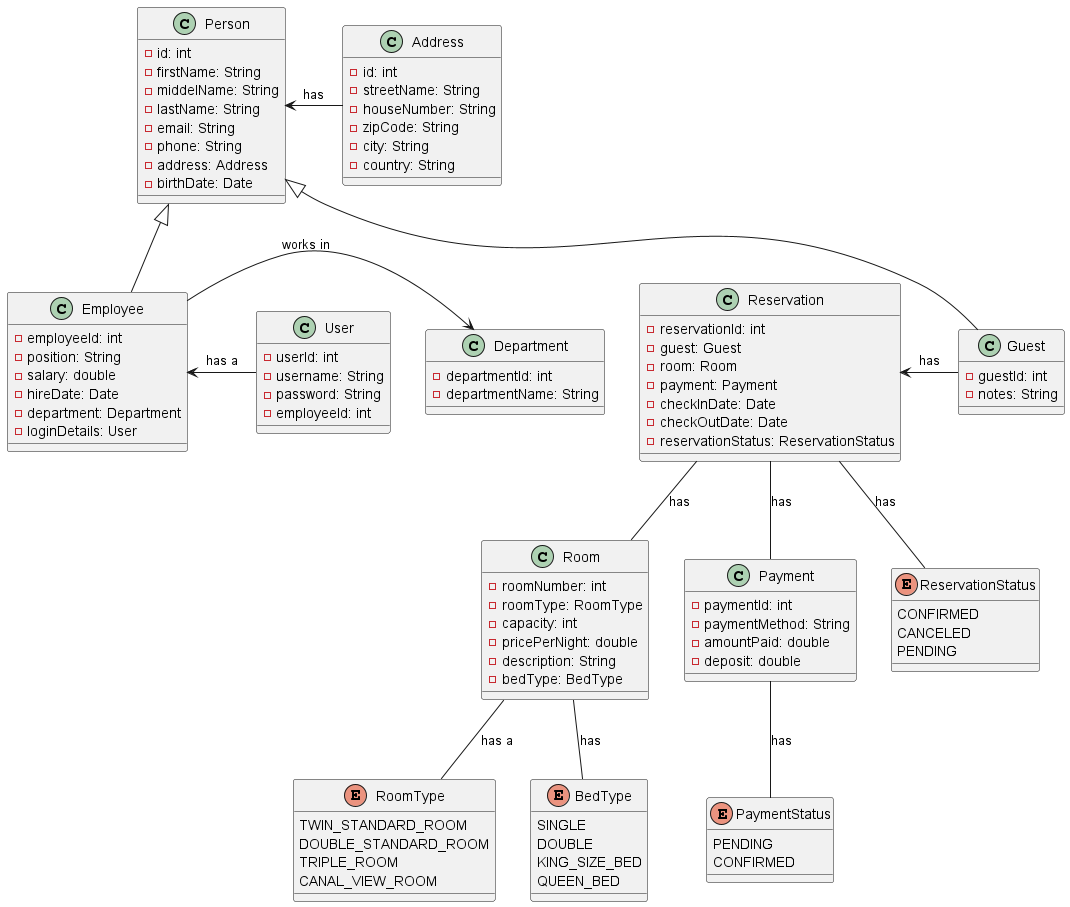 C Person
id: int
firstName: String
middelName: String
lastName: String
email: String
phone: String
address: Address
birthDate: Date
has
C Address
id: int
streetName: String
houseNumber: String
zipCode: String
city: String
country: String
works in
C Employee
employeeId: int
position: String
salary: double
hireDate: Date
department: Department
loginDetails: User
has a
C User
userId: int
username: String
password: String
employeeId: int
C Department
departmentId: int
departmentName: String
C Reservation
reservationId: int
guest: Guest
room: Room
payment: Payment
checkInDate: Date
checkOutDate: Date
reservationStatus: ReservationStatus
has
C Guest
guestId: int
notes: String
has
has
has
C Room
roomNumber: int
roomType: RoomType
capacity: int
pricePerNight: double
description: String
bedType: BedType
C Payment
paymentId: int
paymentMethod: String
amountPaid: double
deposit: double
E ReservationStatus
CONFIRMED
CANCELED
PENDING
has a
has
has
E RoomType
TWIN_STANDARD_ROOM
DOUBLE_STANDARD_ROOM
TRIPLE_ROOM
CANAL_VIEW_ROOM
E BedType
SINGLE
DOUBLE
KING_SIZE_BED
QUEEN_BED
E PaymentStatus
PENDING
CONFIRMED